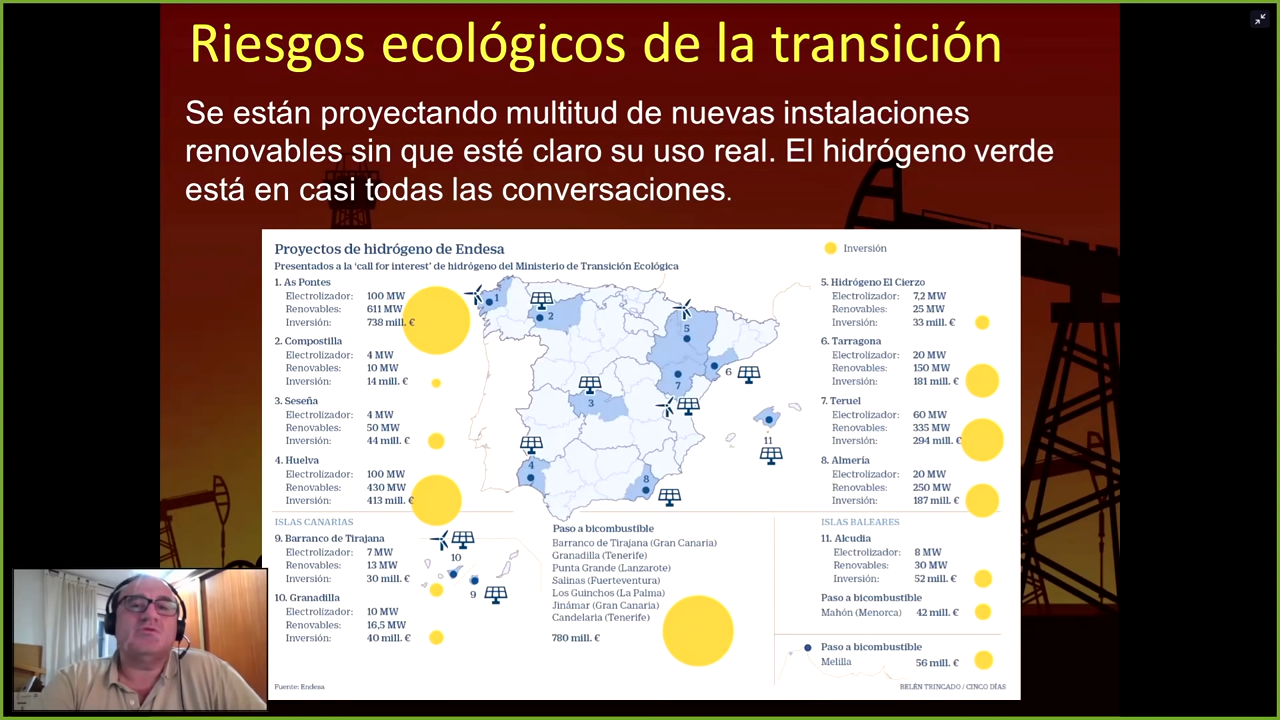 Riesgos ecológicos de la transición
Se están proyectando multitud de nuevas instalaciones
renovables sin que esté claro su uso real. El hidrógeno verde
está en casi todas las conversaciones.
Proyectos de hidrógeno de Endesa
Presentados a la ‘call for interest’ de hidrógeno del Ministerio de Transición Ecológica
Inversión
1. As Pontes
Electrolizador: 100 MW
Renovables: 611 MW
Inversión: 738 mill. €
2. Compostilla
Electrolizador: 4 MW
Renovables: 10 MW
Inversión: 14 mill. €
3. Seseña
Electrolizador: 4 MW
Renovables: 50 MW
Inversión: 44 mill. €
4. Huelva
Electrolizador: 100 MW
Renovables: 430 MW
Inversión: 413 mill. €
1
2
3
4
5
6
7
8
11
5. Hidrógeno El Cierzo
Electrolizador: 7,2 MW
Renovables: 25 MW
Inversión: 33 mill. €
6. Tarragona
Electrolizador: 20 MW
Renovables: 150 MW
Inversión: 181 mill. €
7. Teruel
Electrolizador: 60 MW
Renovables: 335 MW
Inversión: 294 mill. €
8. Almería
Electrolizador: 20 MW
Renovables: 250 MW
Inversión: 187 mill. €
ISLAS CANARIAS
9. Barranco de Tirajana
Electrolizador: 7 MW
Renovables: 13 MW
Inversión: 30 mill. €
10. Granadilla
Electrolizador: 10 MW
Renovables: 16,5 MW
Inversión: 40 mill. €
10
9
Paso a bicombustible
Barranco de Tirajana (Gran Canaria)
Granadilla (Tenerife)
Punta Grande (Lanzarote)
Salinas (Fuerteventura)
Los Guinchos (La Palma)
Jinámar (Gran Canaria)
Candelaria (Tenerife)
780 mill. €
ISLAS BALEARES
11. Alcudia
Electrolizador: 8 MW
Renovables: 30 MW
Inversión: 52 mill. €
Paso a bicombustible
Mahón (Menorca) 42 mill. €
Paso a bicombustible
Melilla 56 mill. €
Fuente: Endesa
BELÉN TRINCADO / CINCO DÍAS